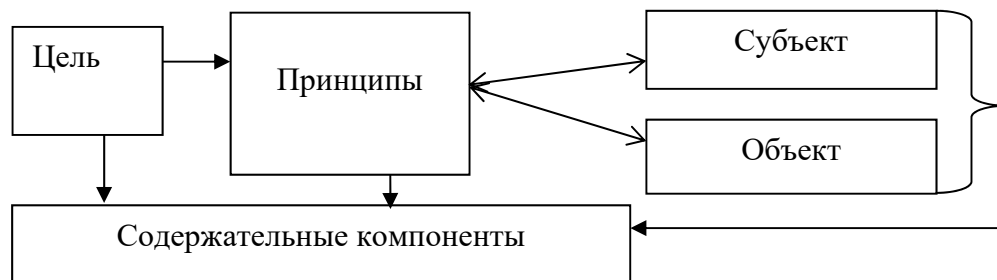 Цель
Принципы
Субъект
Объект
Содержательные компоненты